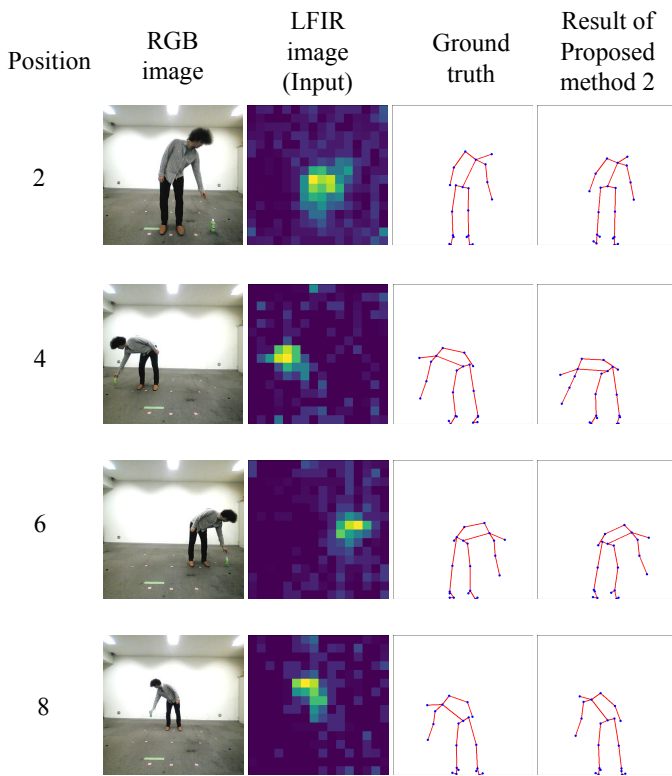 Position
RGB
image
LFIR
image
(Input)
Ground
truth
Result of
Proposed
method 2
2
4
6
8